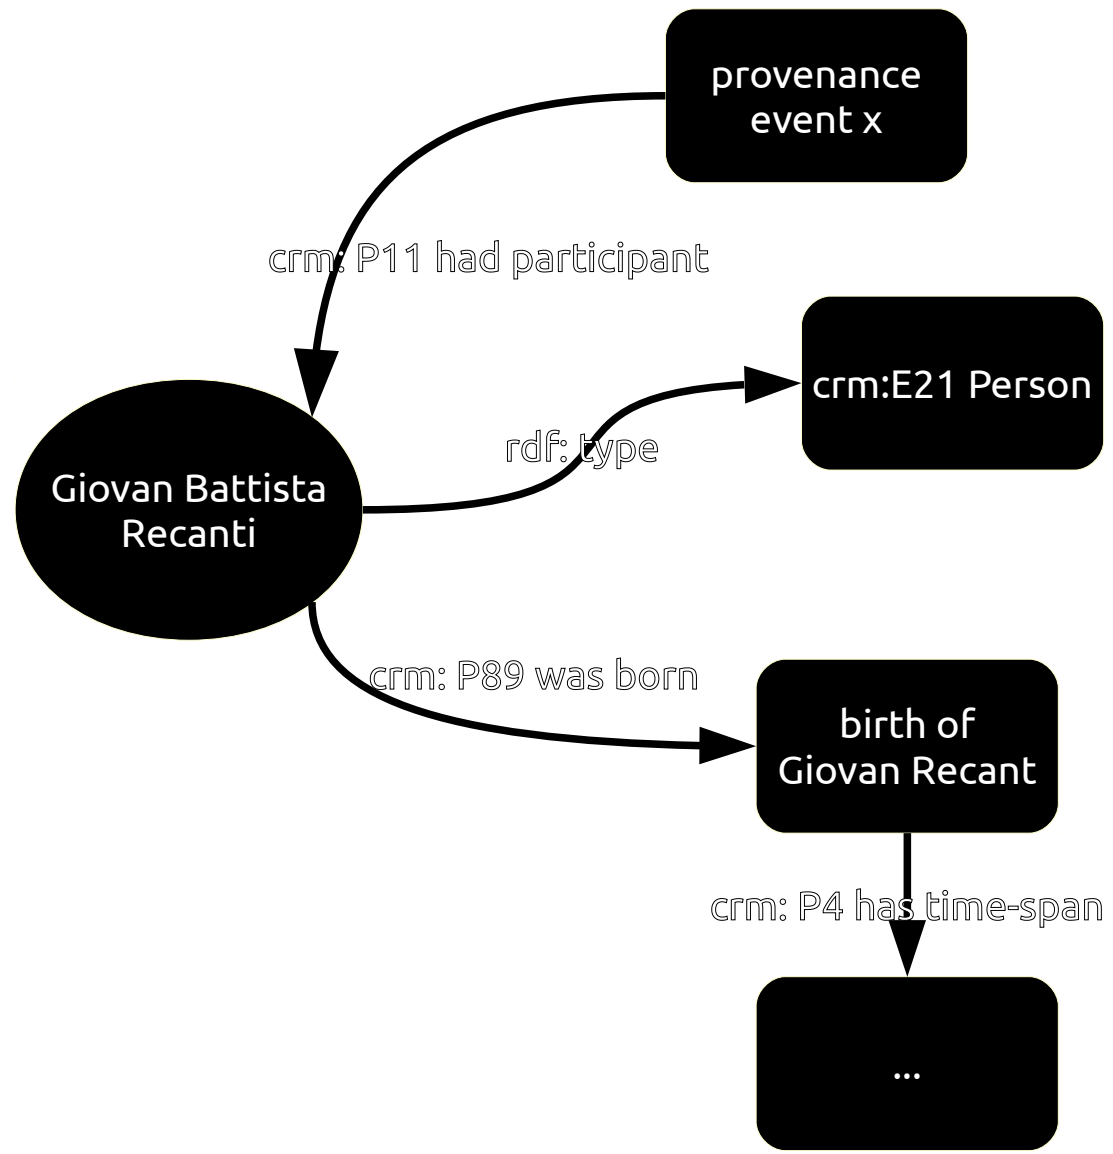 provenance
event x
crm: P11 had participant
crm:E21 Person
rdf: type
Giovan Battista
Recanti
crm: P89 was born
birth of
Giovan Recant
crm: P4 has time-span
...